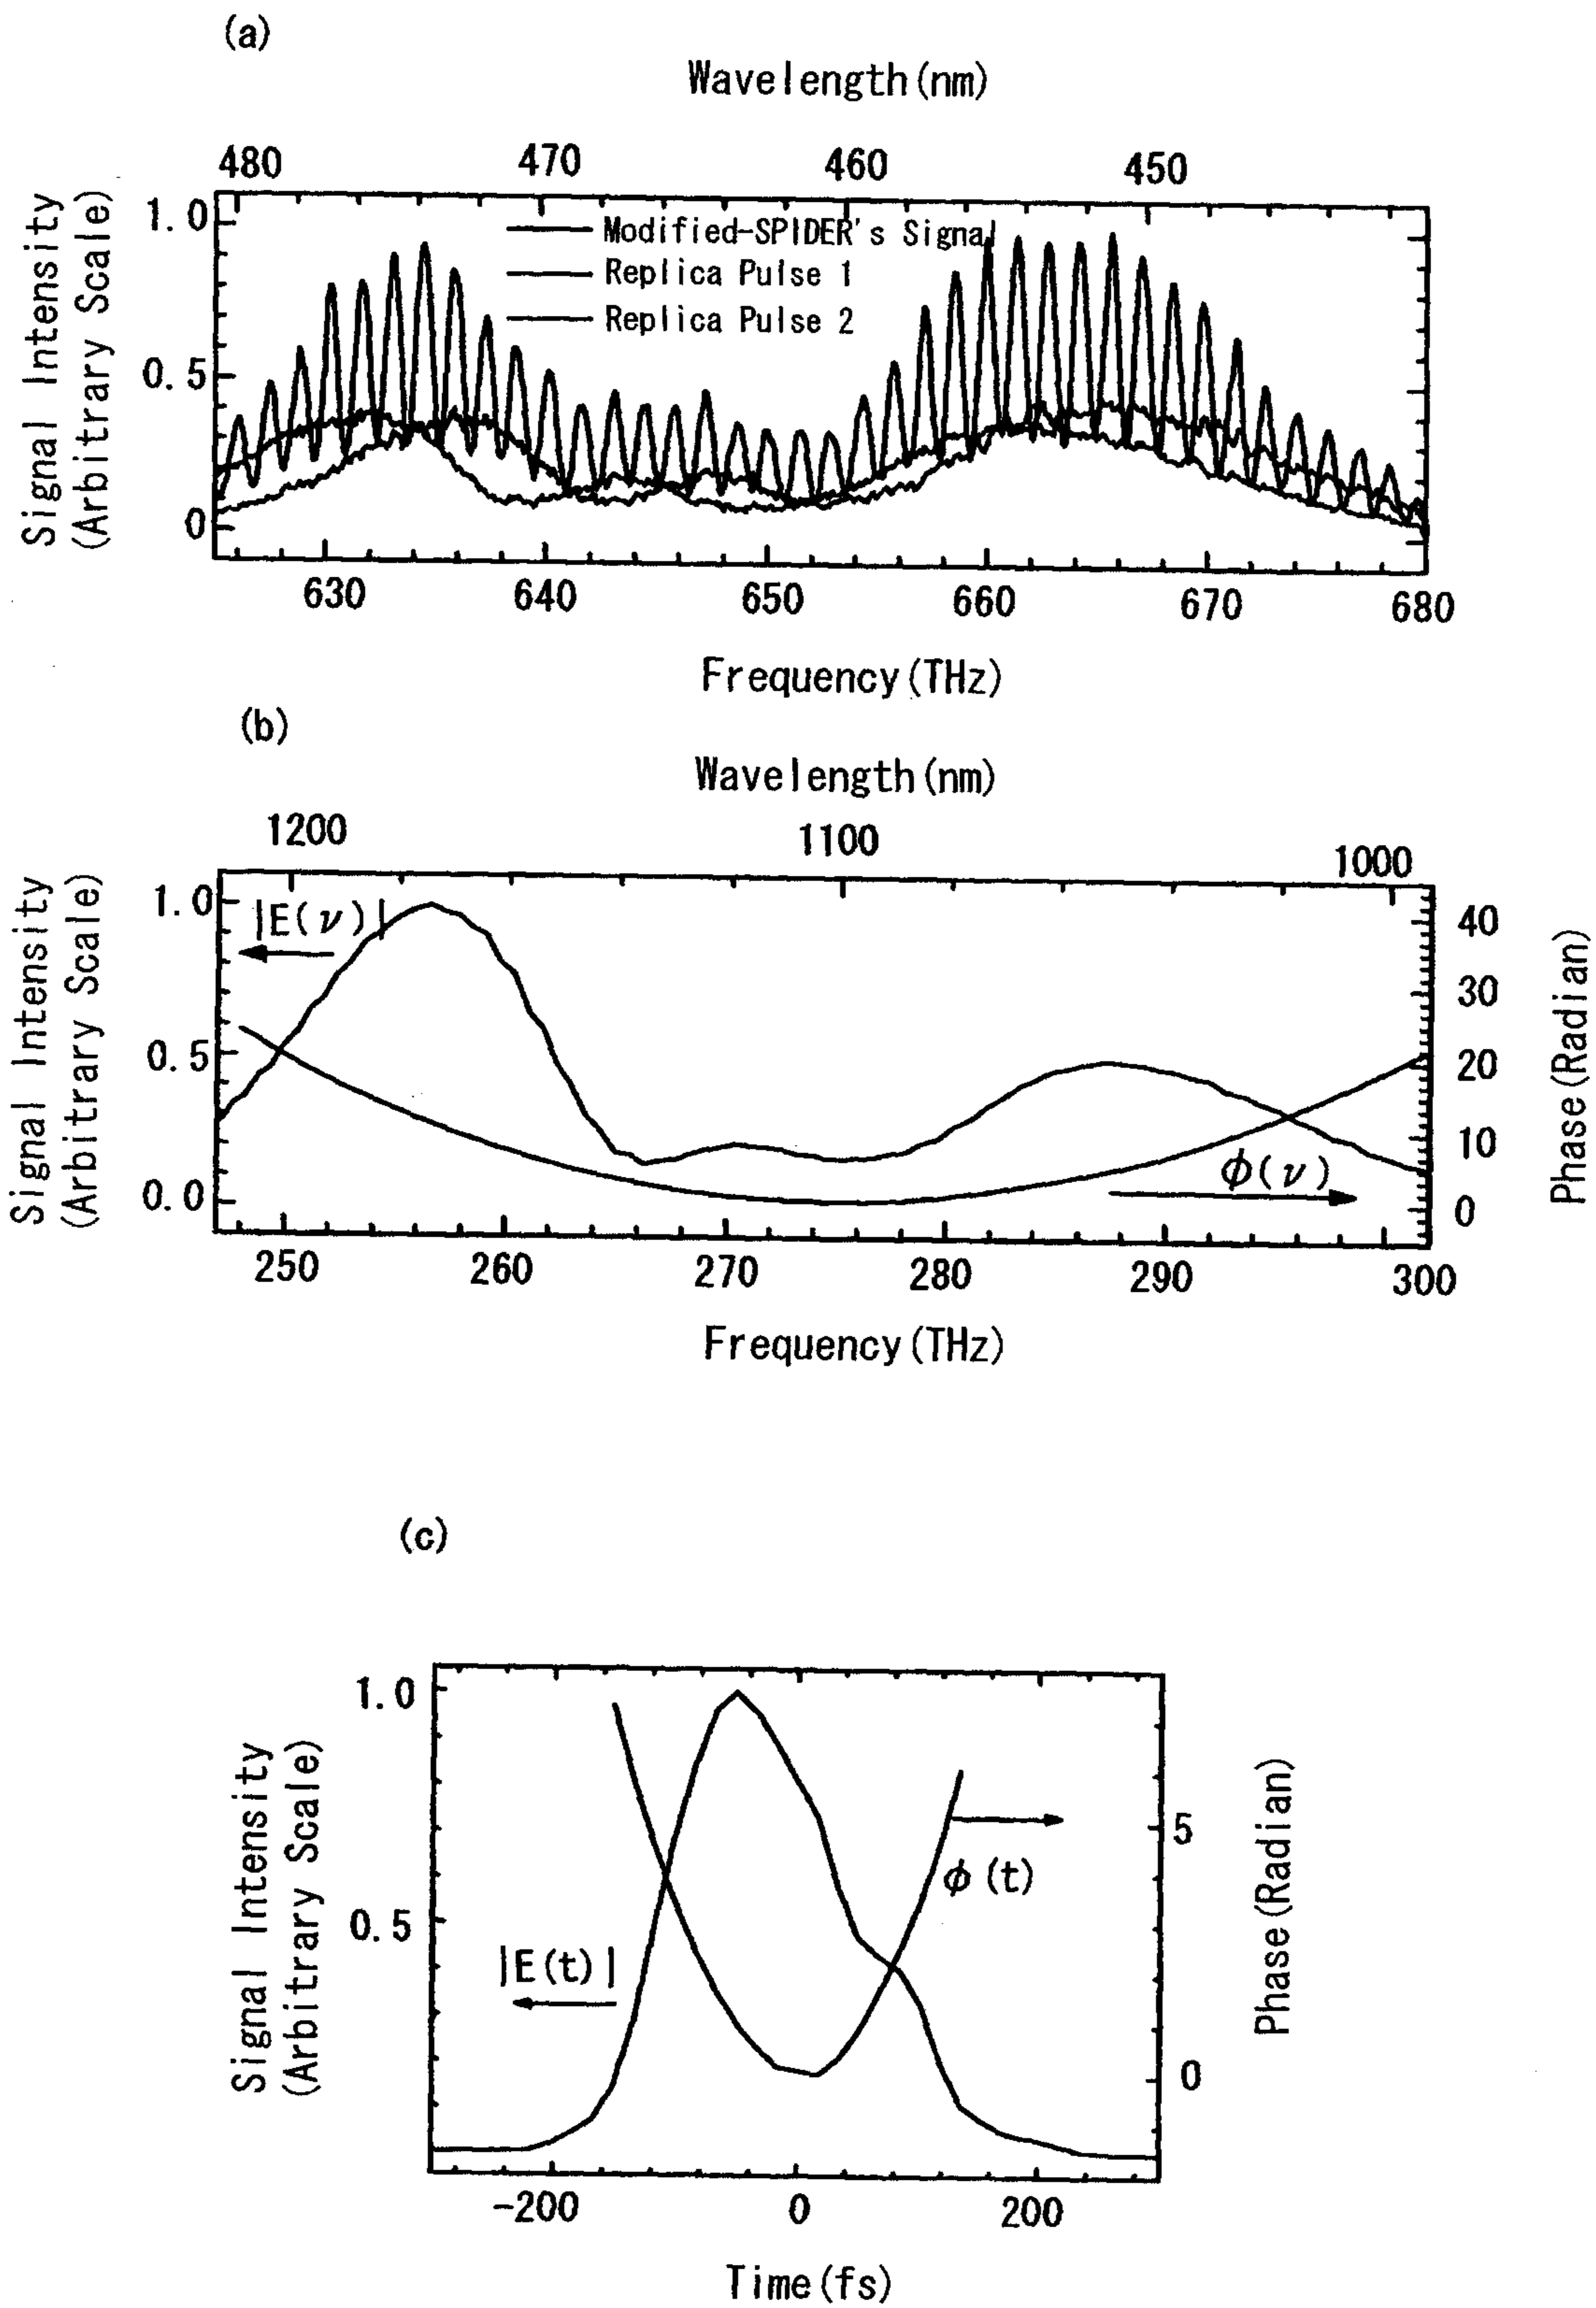 (a)
Wavelength(nm)
480 470 460 450
Signal Intensity
(Arbitrary Scale)
1.0
0.5
0
Modified-SPIDER's Signal
Replica Pulse 1
Replica Pulse 2
630 640 650 660 670 680
Frequency(THz)
(b)
Wavelength(nm)
1200 1100 1000
Signal Intensity
(Arbitrary Scale)
1.0
0.5
0.0
|E(ν)|
40
30
20
10
0
Phase(Radian)
ϕ(ν)
250 260 270 280 290 300
Frequency(THz)
(c)
Signal Intensity
(Arbitrary Scale)
1.0
0.5
|E(t)|
5
0
Phase(Radian)
ϕ(t)
-200 0 200
Time(fs)